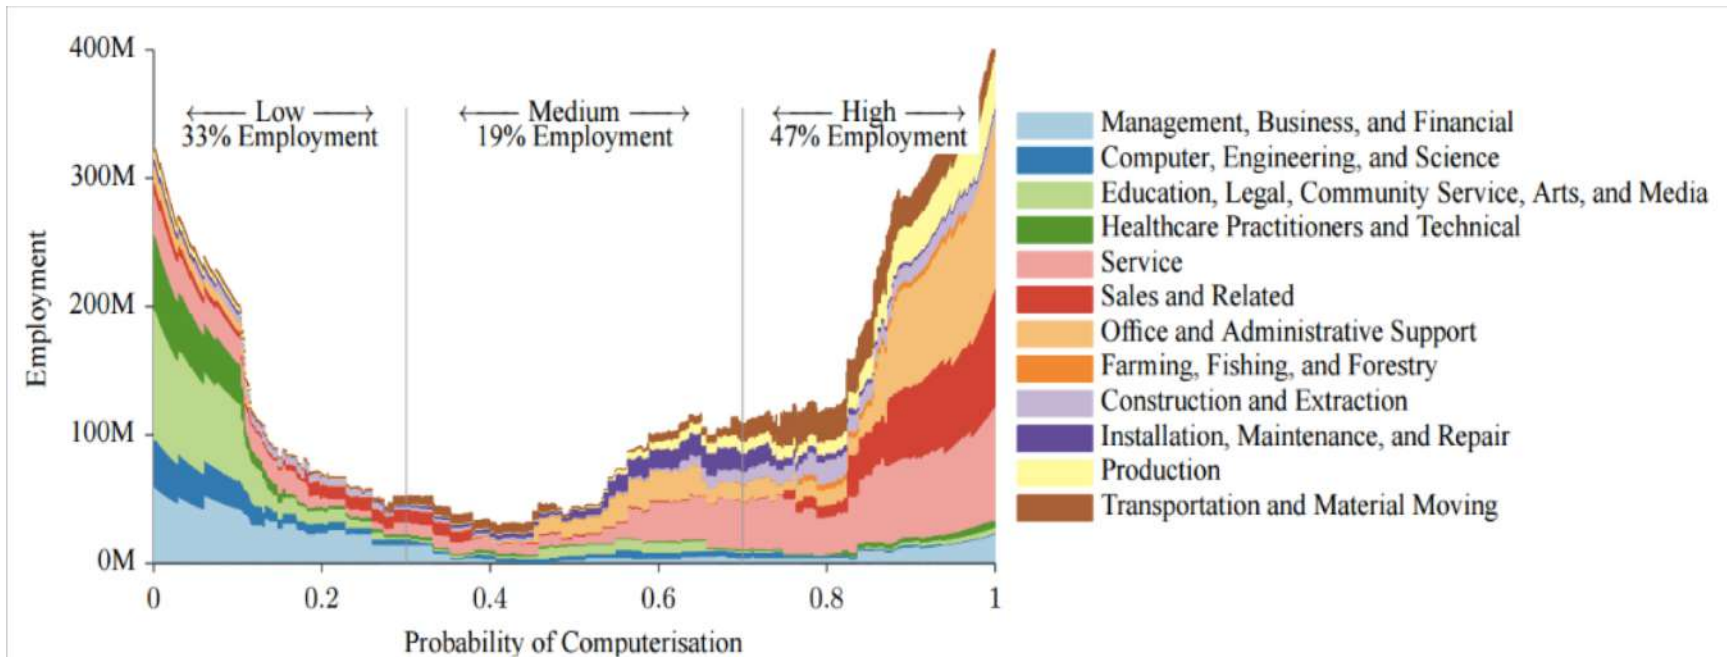 400M
300M
200M
100M
0M
Employment
Low
33% Employment
Medium
19% Employment
High
47% Employment
0
0.2
0.4
0.6
0.8
1
Probability of Computerisation
Management, Business, and Financial
Computer, Engineering, and Science
Education, Legal, Community Service, Arts, and Media
Healthcare Practitioners and Technical
Service
Sales and Related
Office and Administrative Support
Farming, Fishing, and Forestry
Construction and Extraction
Installation, Maintenance, and Repair
Production
Transportation and Material Moving